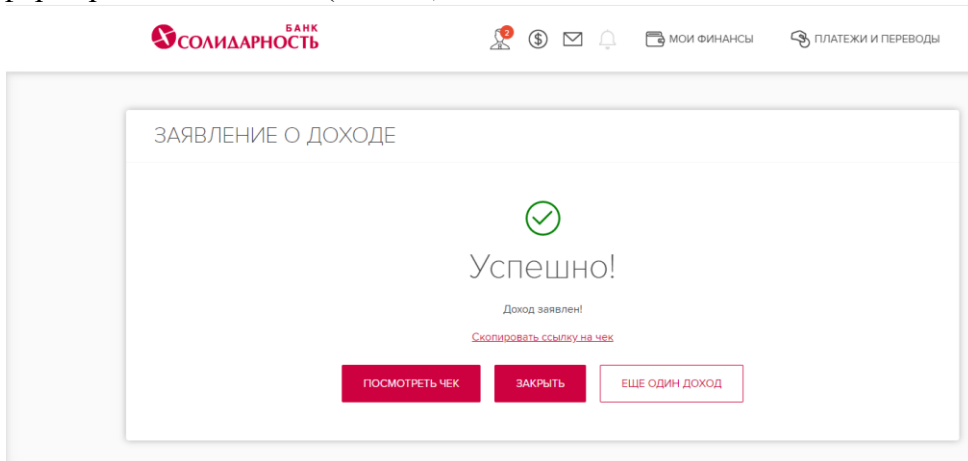 БАНК
СОЛИДАРНОСТЬ
2
МОИ ФИНАНСЫ
ПЛАТЕЖИ И ПЕРЕВОДЫ
ЗАЯВЛЕНИЕ О ДОХОДЕ
Успешно!
Доход заявлен!
Скопировать ссылку на чек
ПОСМОТРЕТЬ ЧЕК
ЗАКРЫТЬ
ЕЩЕ ОДИН ДОХОД